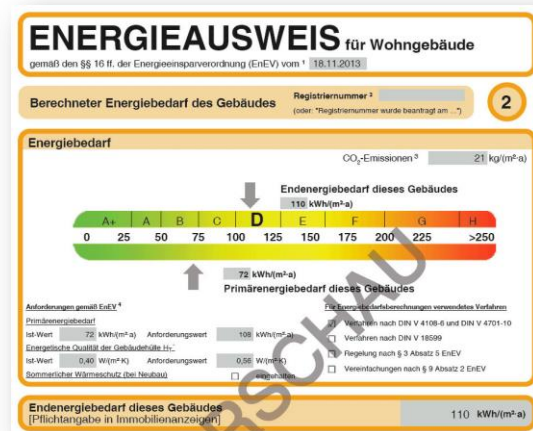 ENERGIEAUSWEIS für Wohngebäude
gemäß den §§ 16 ff. der Energieeinsparverordnung (EnEV) vom ¹ 18.11.2013
Berechneter Energiebedarf des Gebäudes
Registriernummer ²
(oder: "Registriernummer wurde beantragt am ...")
2
Energiebedarf
CO₂-Emissionen ³ 21 kg/(m²·a)
Endenergiebedarf dieses Gebäudes
110 kWh/(m²·a)
A+ A B C D E F G H
0 25 50 75 100 125 150 175 200 225 >250
72 kWh/(m²·a)
Primärenergiebedarf dieses Gebäudes
Anforderungen gemäß EnEV ⁴
Primärenergiebedarf
Ist-Wert 72 kWh/(m²·a) Anforderungswert 108 kWh/(m²·a)
Energetische Qualität der Gebäudehülle H_T'
Ist-Wert 0,40 W/(m²·K) Anforderungswert 0,56 W/(m²·K)
Sommerlicher Wärmeschutz (bei Neubau) eingehalten
Für Energiebedarfsberechnungen verwendetes Verfahren
Verfahren nach DIN V 4108-6 und DIN V 4701-10
Verfahren nach DIN V 18599
Regelung nach § 3 Absatz 5 EnEV
Vereinfachungen nach § 9 Absatz 2 EnEV
Endenergiebedarf dieses Gebäudes
[Pflichtangabe in Immobilienanzeigen]
110 kWh/(m²·a)
RSCHAU